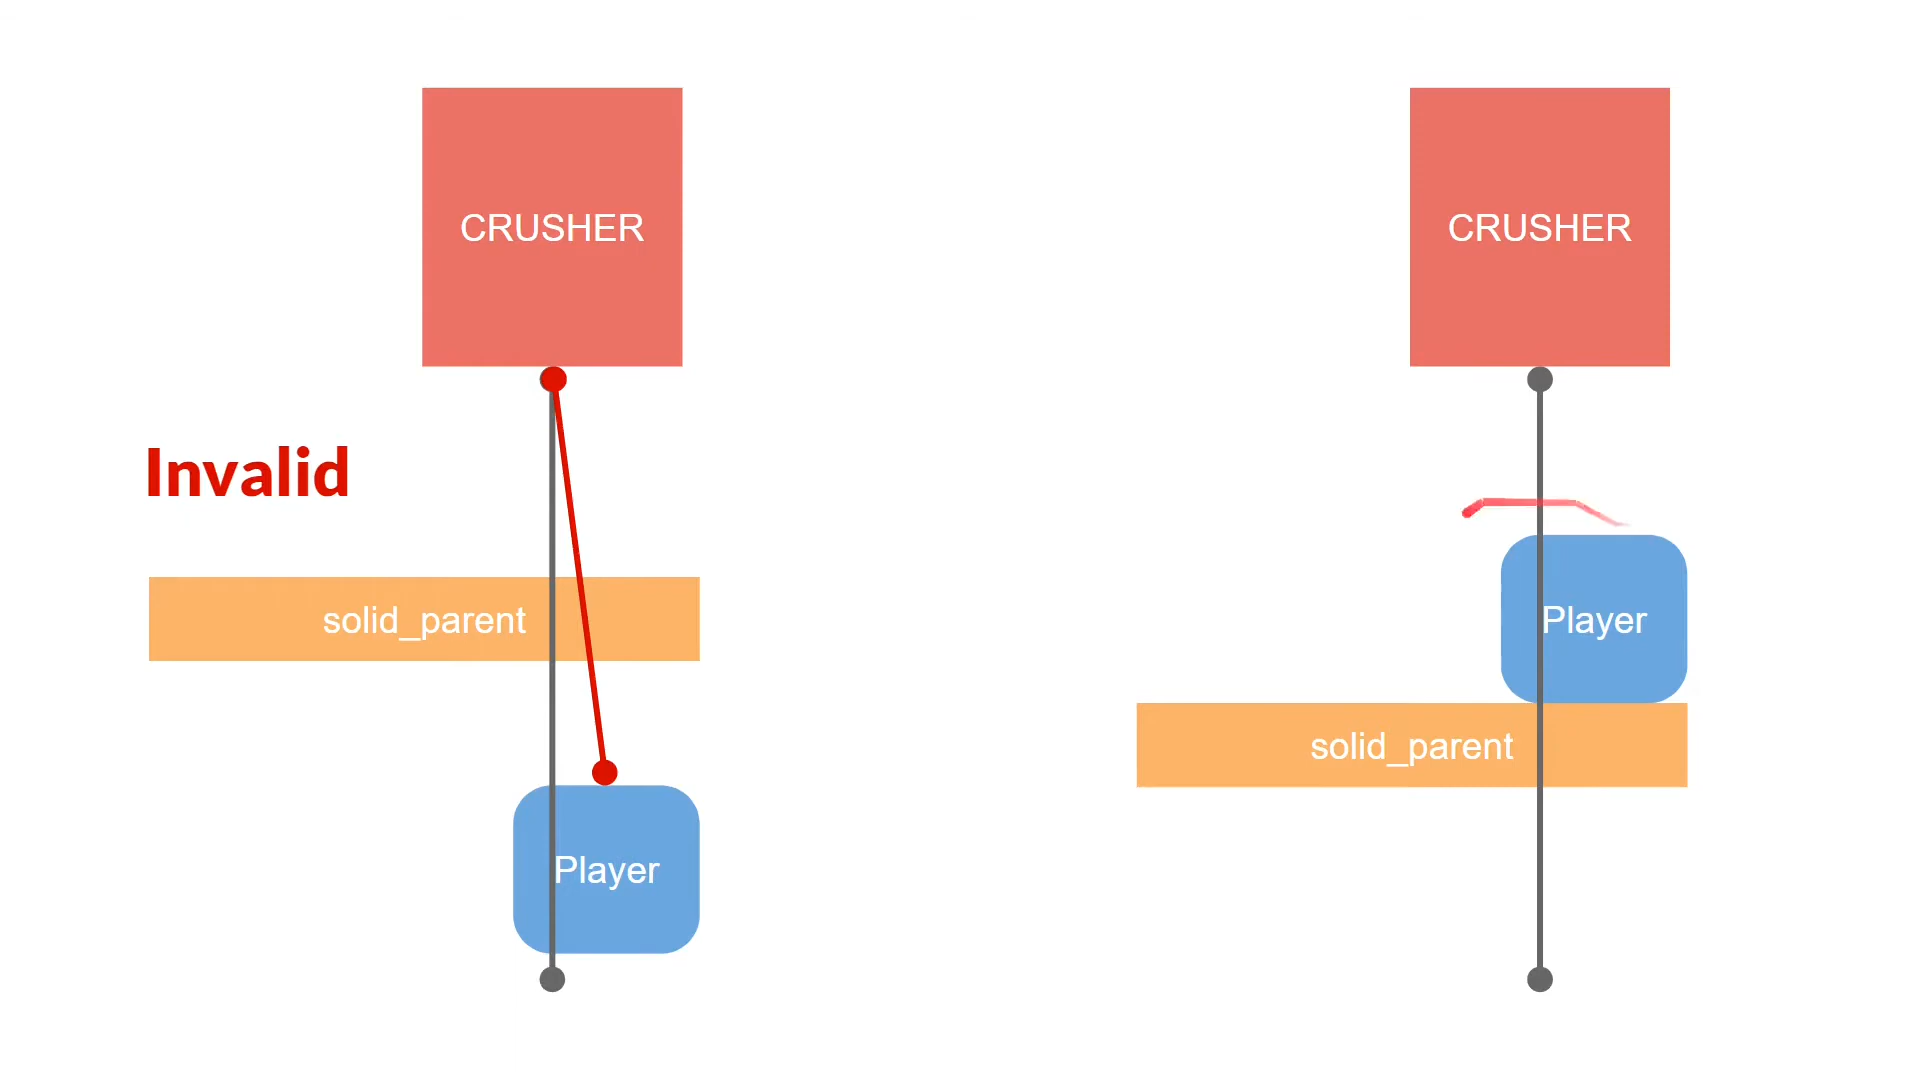 CRUSHER
Invalid
solid_parent
Player
CRUSHER
Player
solid_parent